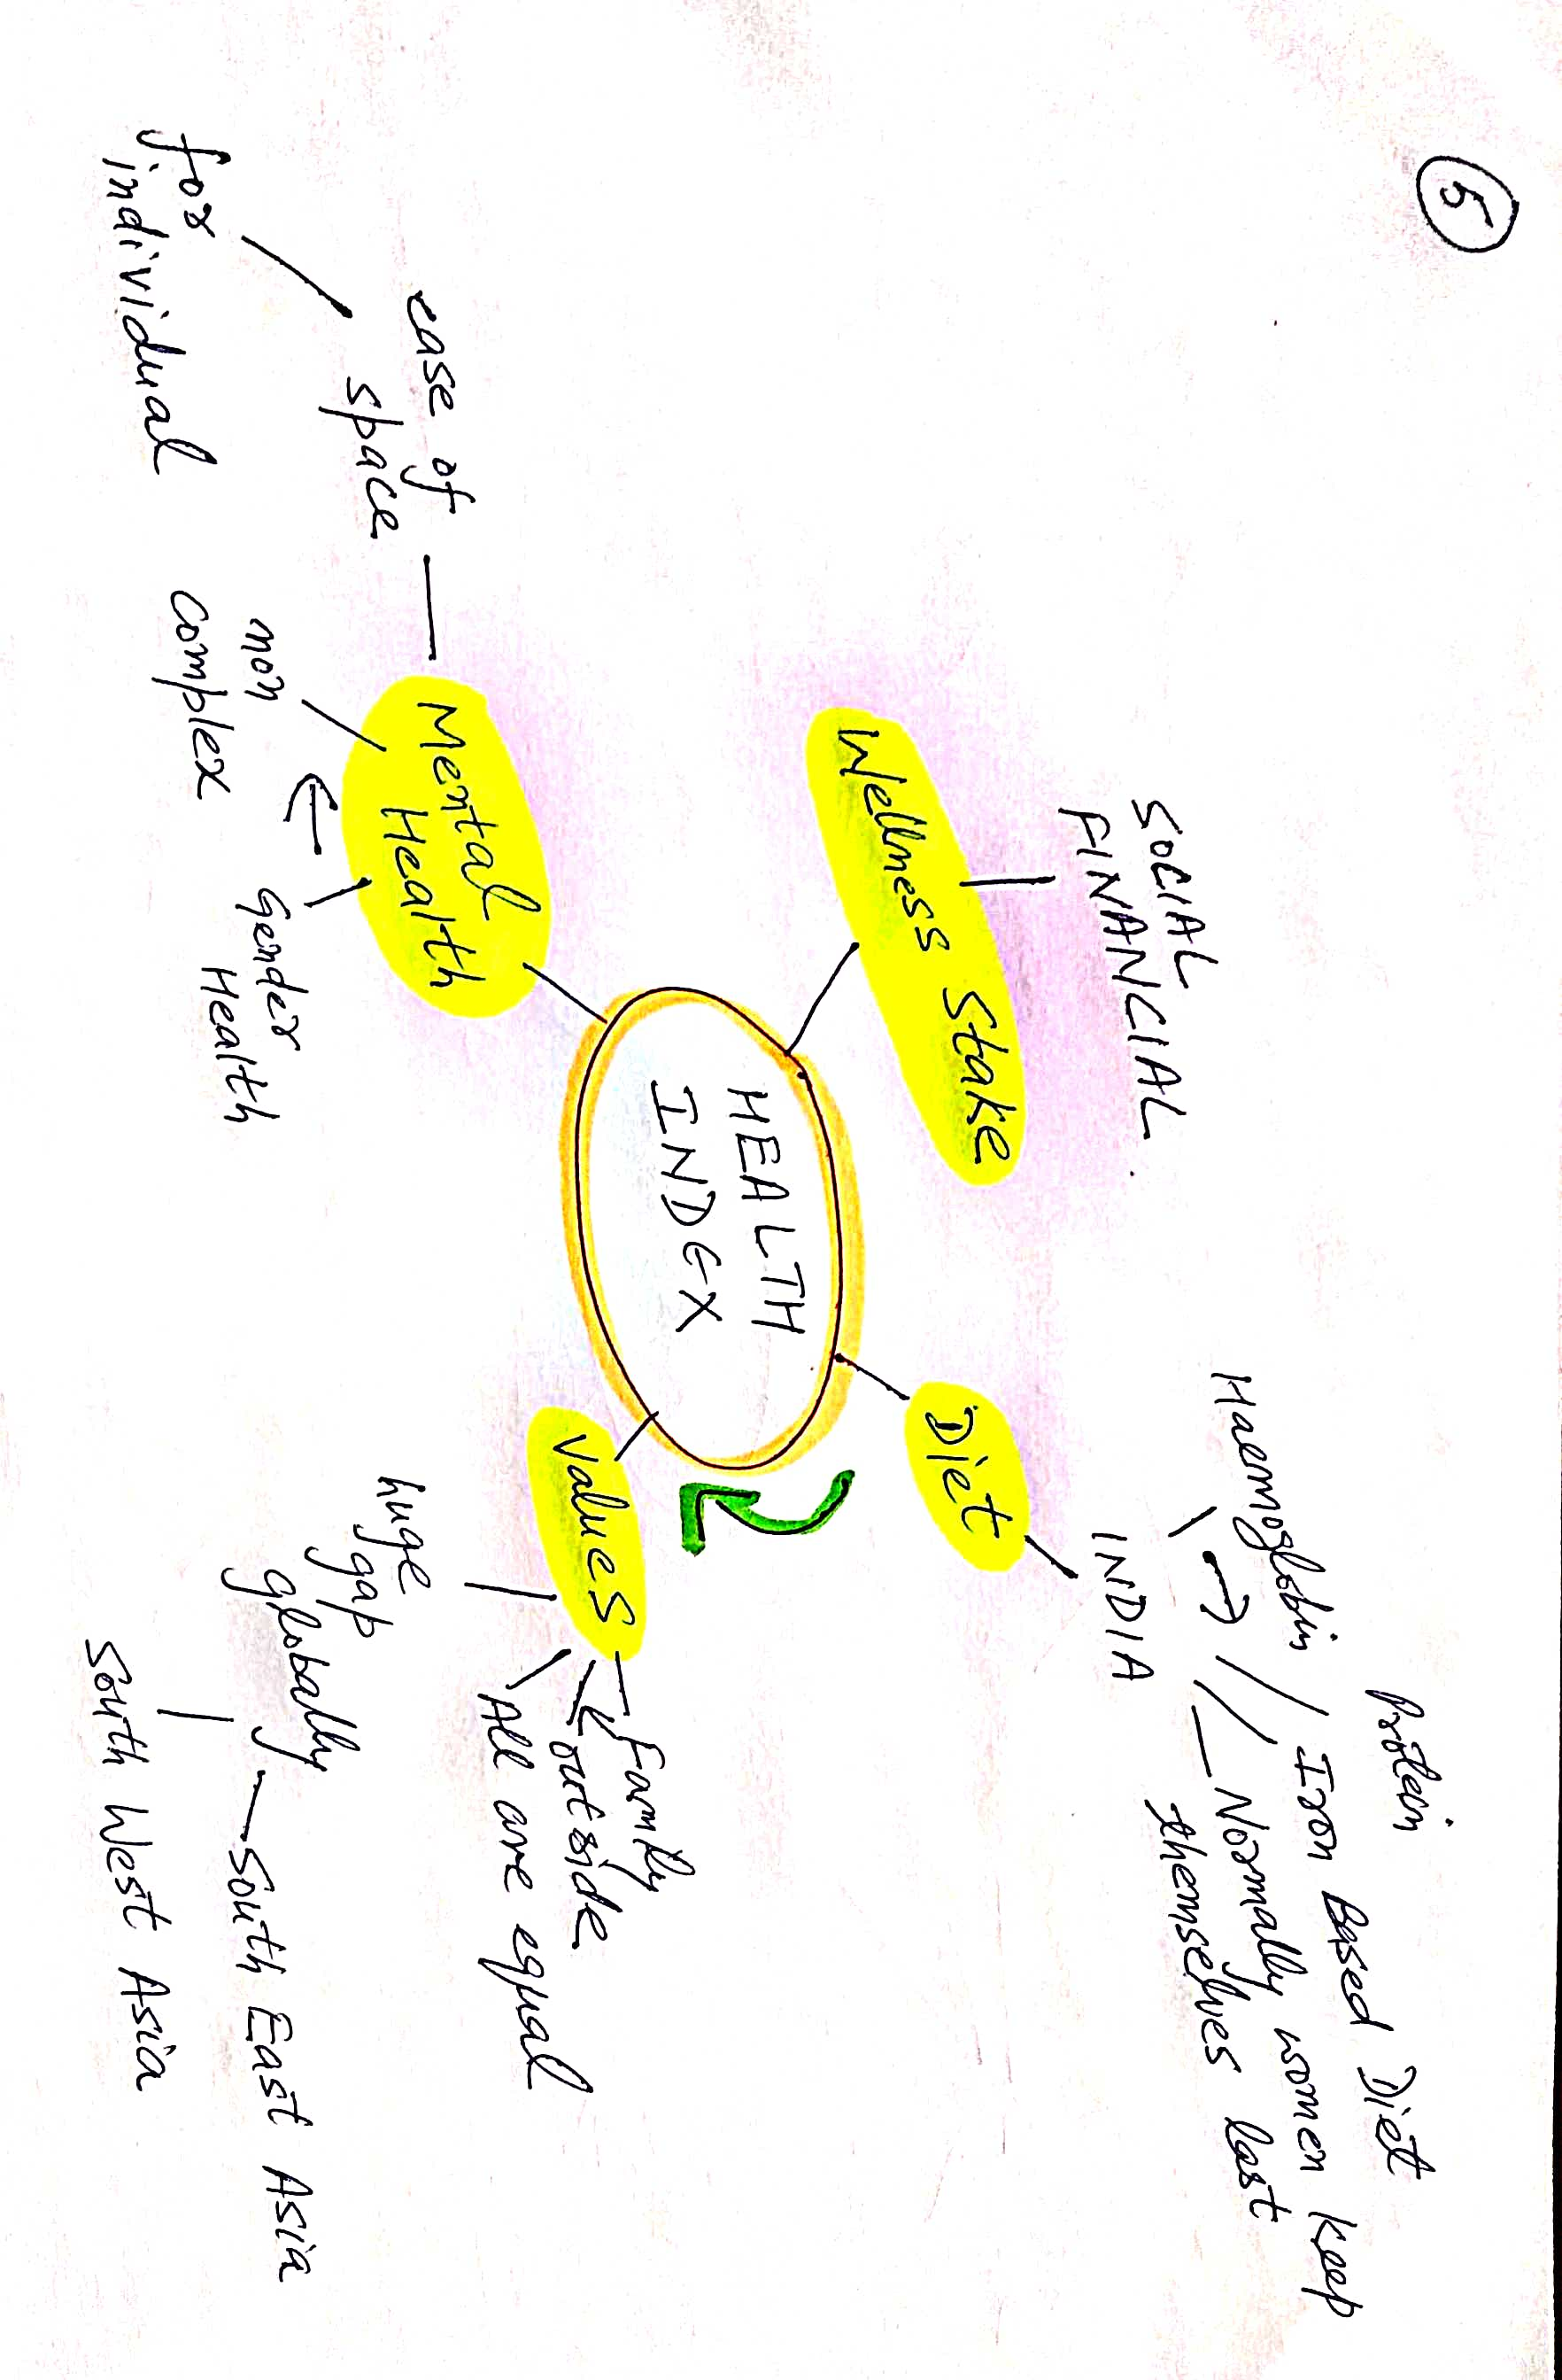 5
SOCIAL
FINANCIAL
Wellness Stake
Protein
Haemoglobin // Iron Based Diet
Normally women keep
themselves last
INDIA
Diet
HEALTH
INDEX
Values
Family
outside
All are equal
huge
gap
globally
South East Asia
South West Asia
Mental
Health
ease of
space
for
individual
non
complex
Gender
Health